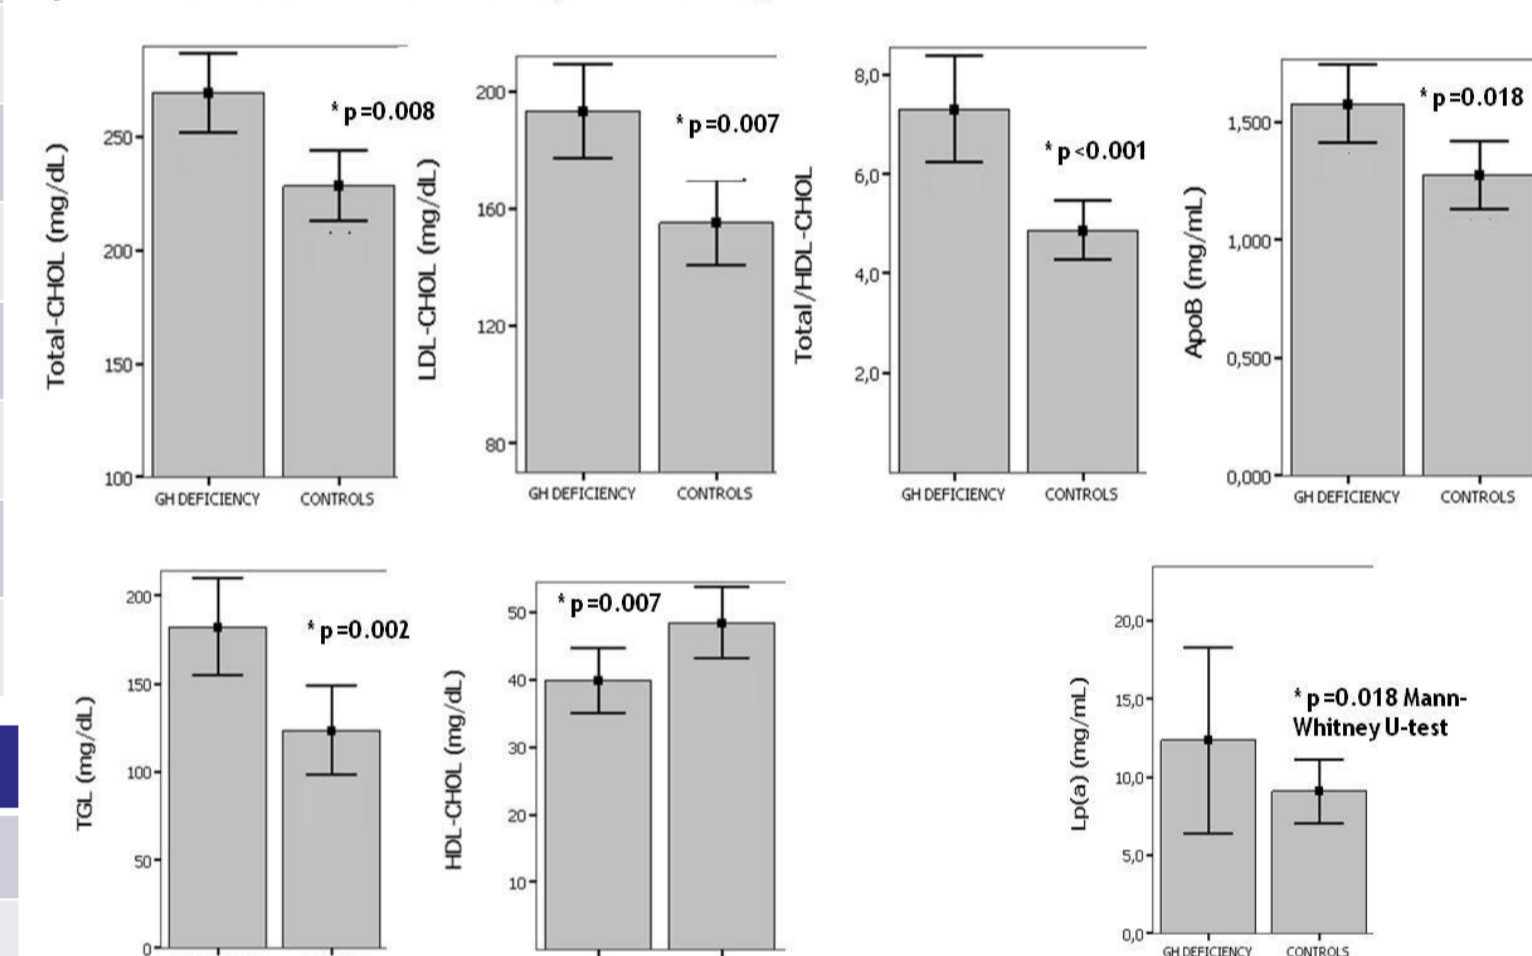 Total-CHOL (mg/dL)
250
200
150
100
* p=0.008
GH DEFICIENCY
CONTROLS
LDL-CHOL (mg/dL)
200
160
120
80
* p=0.007
GH DEFICIENCY
CONTROLS
Total/HDL-CHOL
8,0
6,0
4,0
2,0
* p<0.001
GH DEFICIENCY
CONTROLS
ApoB (mg/mL)
1,500
1,000
0,500
0,000
* p=0.018
GH DEFICIENCY
CONTROLS
TGL (mg/dL)
200
150
100
50
0
* p=0.002
HDL-CHOL (mg/dL)
50
40
30
20
10
* p=0.007
Lp(a) (mg/mL)
20,0
15,0
10,0
5,0
0,0
* p=0.018 Mann-
Whitney U-test
GH DEFICIENCY
CONTROLS